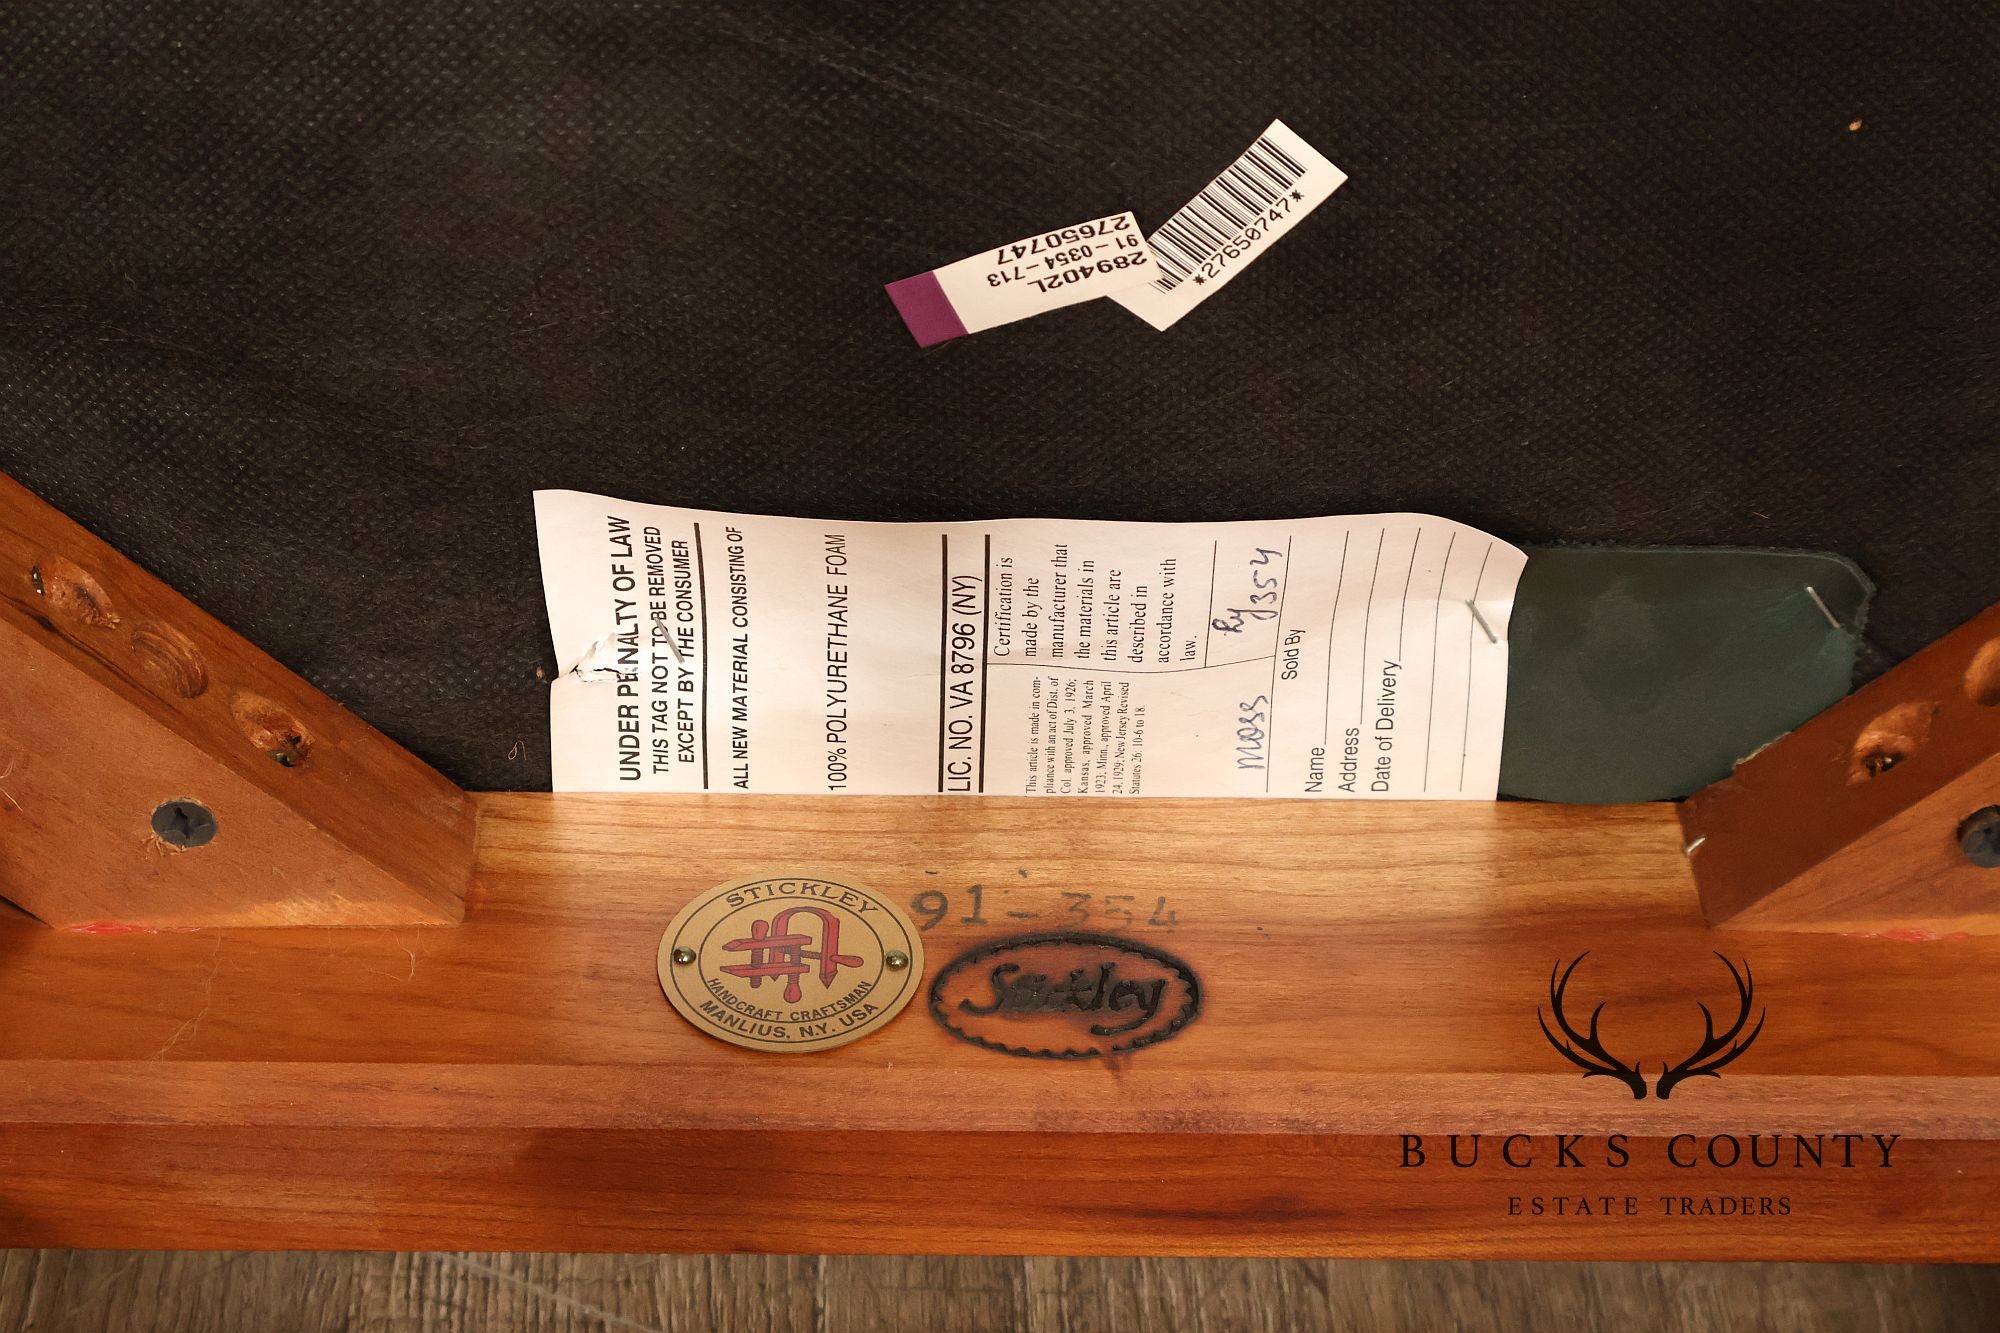 289402L
91-0354-713
27650747
*27650747*
UNDER PENALTY OF LAW
THIS TAG NOT TO BE REMOVED
EXCEPT BY THE CONSUMER
ALL NEW MATERIAL CONSISTING OF
100% POLYURETHANE FOAM
LIC. NO. VA 8796 (NY)
This article is made in com-
pliance with an act of Dist. of
Col. approved July 3, 1926;
Kansas, approved March
1923; Minn, approved April
24, 1929; New Jersey Revised
Statutes 26: 10-6 to 18.
Certification is
made by the
manufacturer that
the materials in
this article are
described in
accordance with
law.
Moss
Sold By
Name
Address
Date of Delivery
91-354
STICKLEY
HANDCRAFT CRAFTSMAN
MANLIUS, N.Y. USA
Stickley
BUCKS COUNTY
ESTATE TRADERS